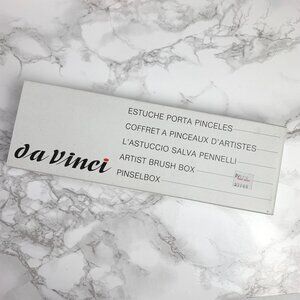 ESTUCHE PORTA PINCELES
COFFRET A PINCEAUX D'ARTISTES
L'ASTUCCIO SALVA PENNELLI
ARTIST BRUSH BOX
PINSELBOX
da Vinci